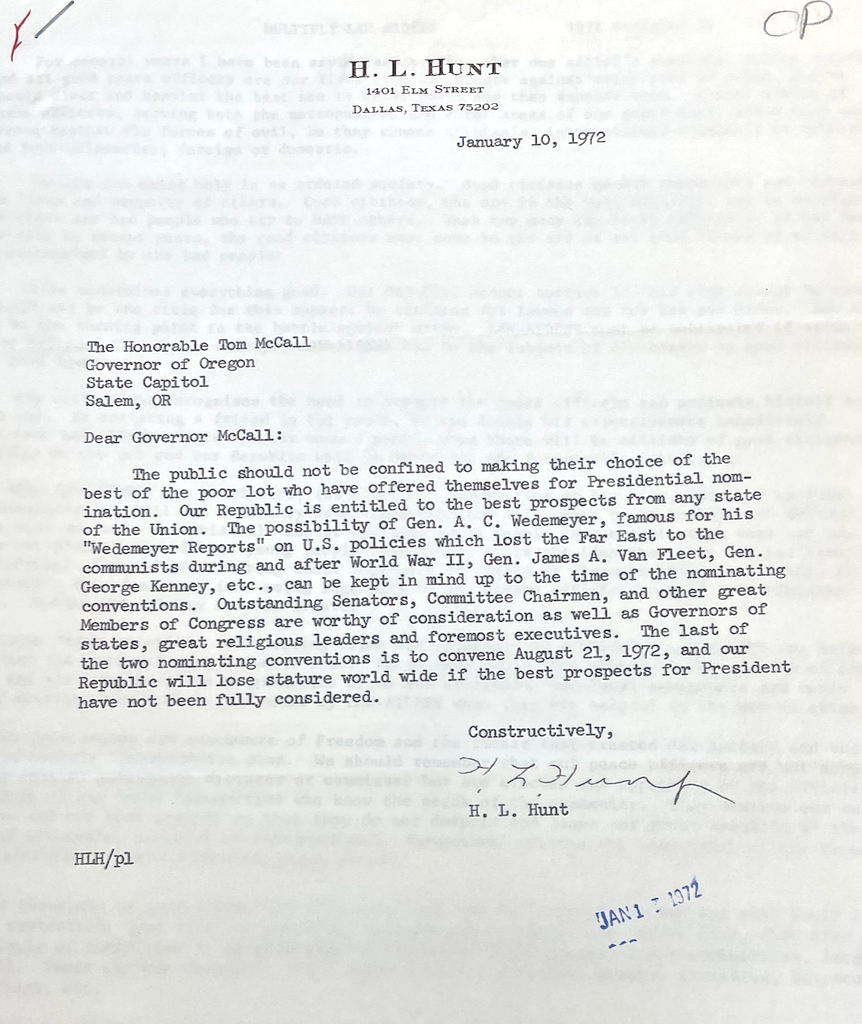 CP
H. L. HUNT
1401 ELM STREET
DALLAS, TEXAS 75202
January 10, 1972
The Honorable Tom McCall
Governor of Oregon
State Capitol
Salem, OR
Dear Governor McCall:
The public should not be confined to making their choice of the
best of the poor lot who have offered themselves for Presidential nom-
ination. Our Republic is entitled to the best prospects from any state
of the Union. The possibility of Gen. A. C. Wedemeyer, famous for his
"Wedemeyer Reports" on U.S. policies which lost the Far East to the
communists during and after World War II, Gen. James A. Van Fleet, Gen.
George Kenney, etc., can be kept in mind up to the time of the nominating
conventions. Outstanding Senators, Committee Chairmen, and other great
Members of Congress are worthy of consideration as well as Governors of
states, great religious leaders and foremost executives. The last of
the two nominating conventions is to convene August 21, 1972, and our
Republic will lose stature world wide if the best prospects for President
have not been fully considered.
Constructively,
H. L. Hunt
H. L. Hunt
HLH/pl
JAN 1 1972